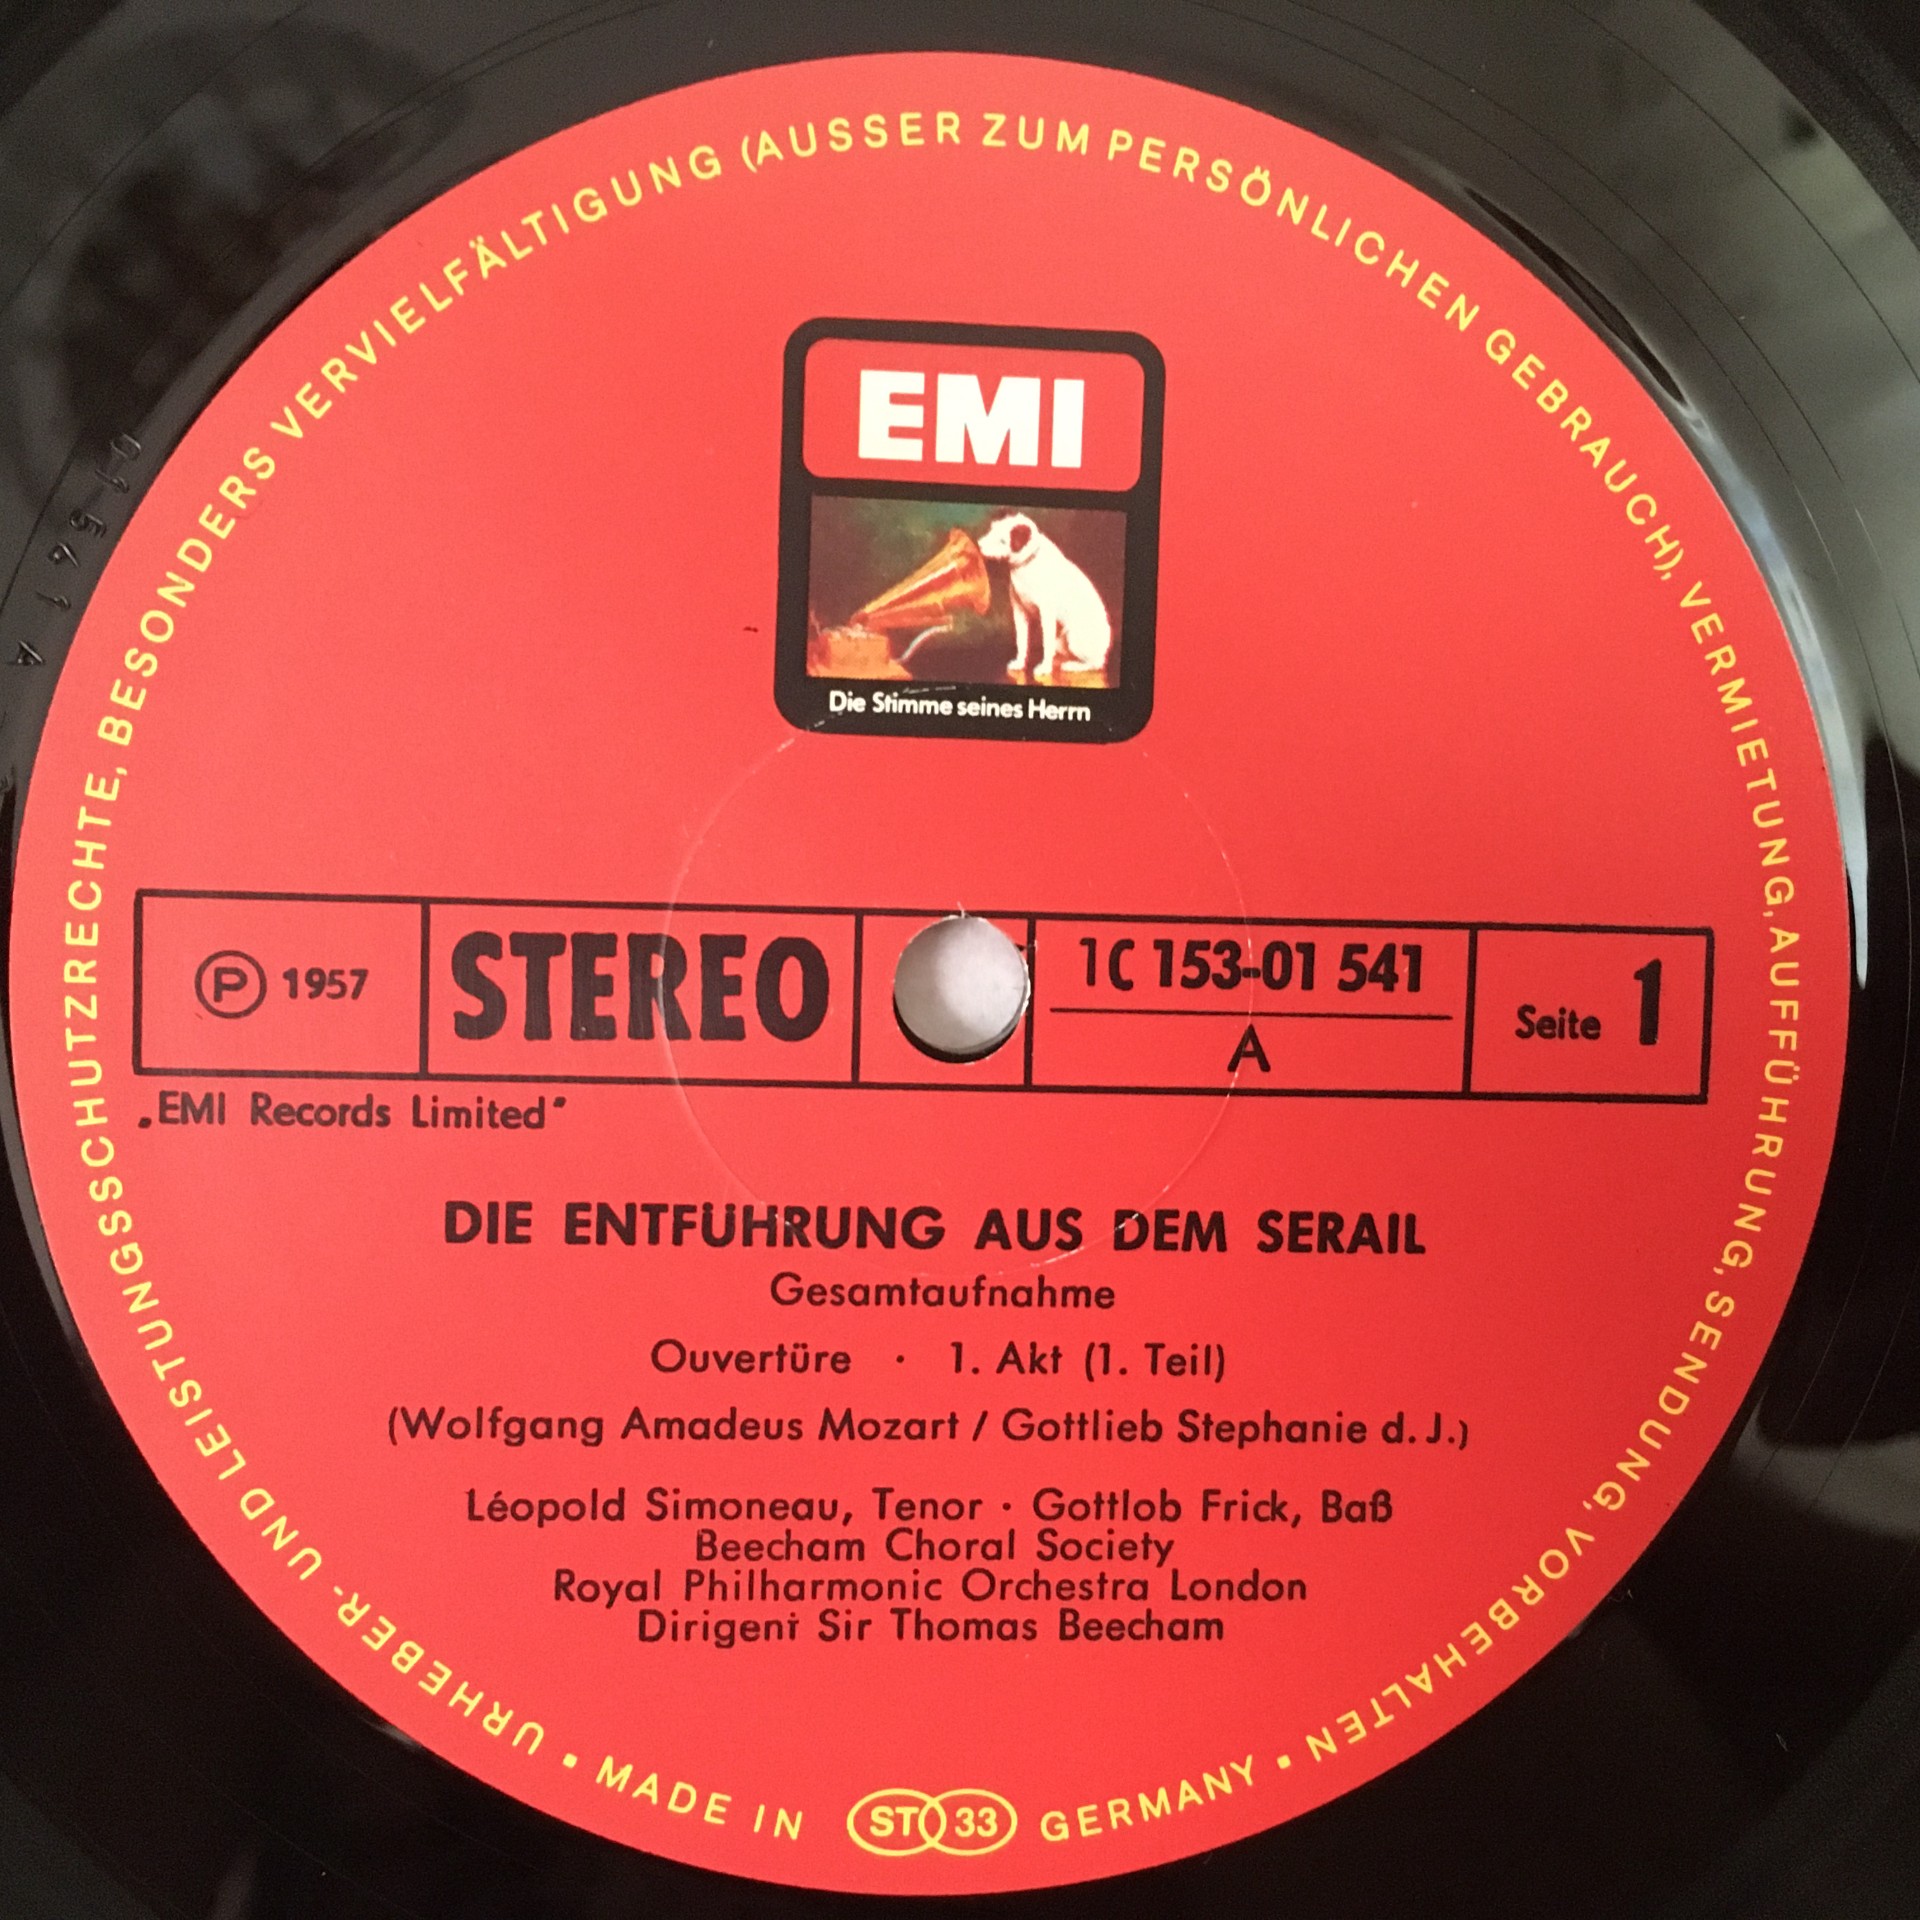 URHEBER- UND LEISTUNGSSCHUTZRECHTE, BESONDERS VERVIELFÄLTIGUNG (AUSSER ZUM PERSÖNLICHEN GEBRAUCH), VERMIETUNG, AUFFÜHRUNG, SENDUNG, VORBEHALTEN
EMI
Die Stimme seines Herrn
Ⓟ 1957
STEREO
1C 153-01 541
A
Seite 1
„EMI Records Limited“
DIE ENTFÜHRUNG AUS DEM SERAIL
Gesamtaufnahme
Ouvertüre · 1. Akt (1. Teil)
(Wolfgang Amadeus Mozart / Gottlieb Stephanie d. J.)
Léopold Simoneau, Tenor · Gottlob Frick, Baß
Beecham Choral Society
Royal Philharmonic Orchestra London
Dirigent Sir Thomas Beecham
• MADE IN ST 33 GERMANY •